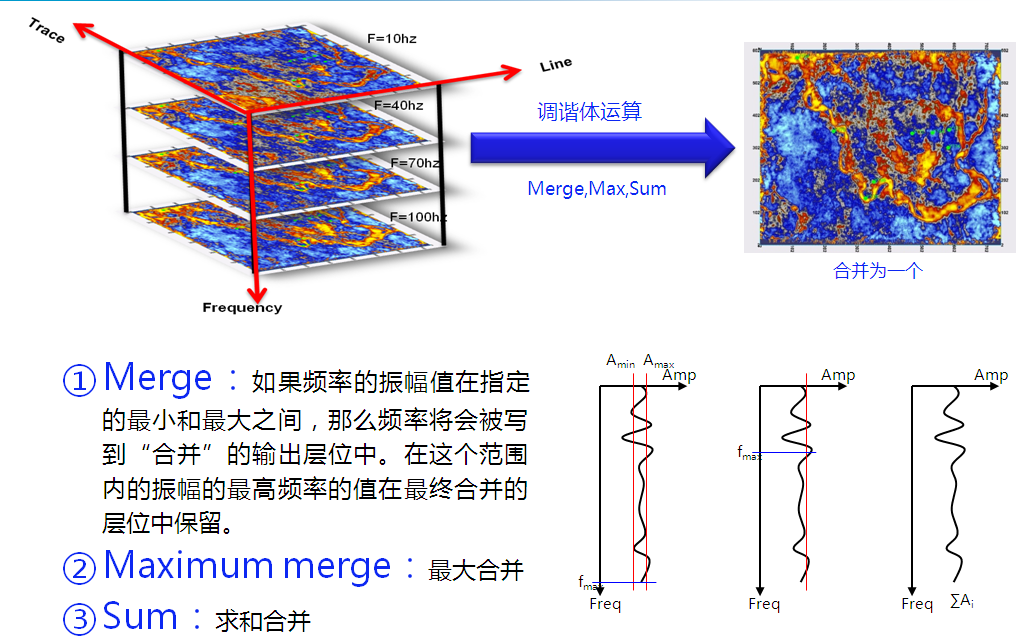 Trace
F=10hz
Line
F=40hz
F=70hz
F=100hz
Frequency
调谐体运算
Merge,Max,Sum
合并为一个
① Merge：如果频率的振幅值在指定
的最小和最大之间，那么频率将会被写
到“合并”的输出层位中。在这个范围
内的振幅的最高频率的值在最终合并的
层位中保留。
② Maximum merge：最大合并
③ Sum：求和合并
Amin Amax
Amp
fmax
Freq
Amp
fmax
Freq
Amp
Freq
∑Ai